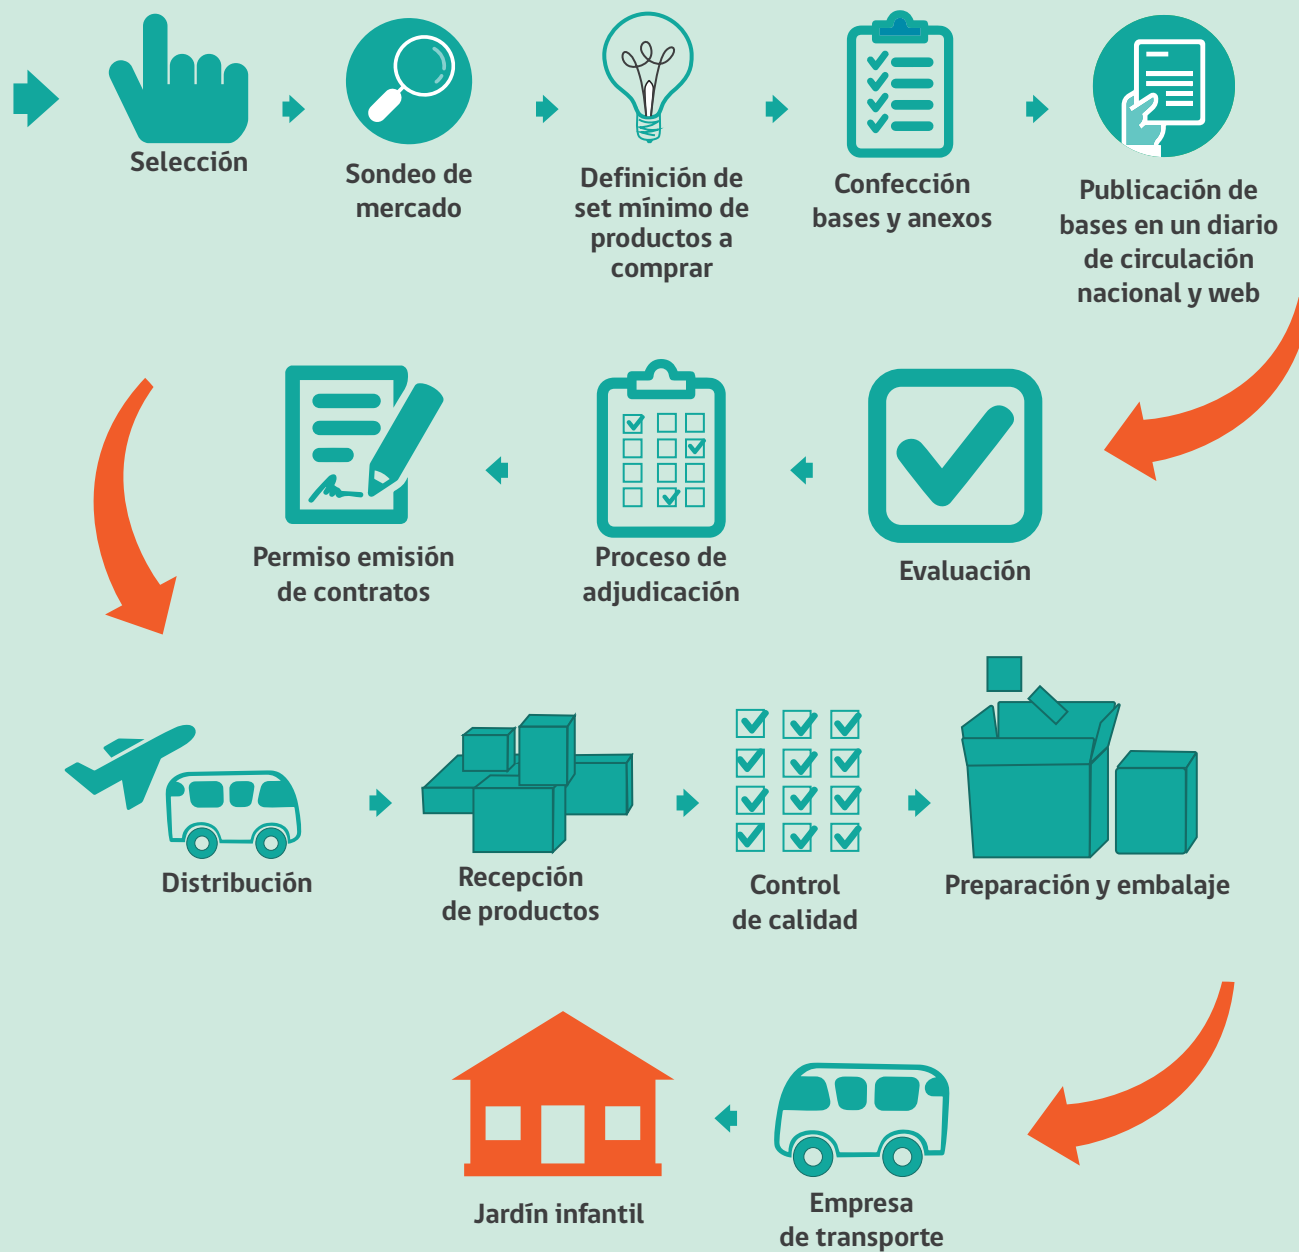 Selección
Sondeo de
mercado
Definición de
set mínimo de
productos a
comprar
Confección
bases y anexos
Publicación de
bases en un diario
de circulación
nacional y web
Evaluación
Proceso de
adjudicación
Permiso emisión
de contratos
Distribución
Recepción
de productos
Control
de calidad
Preparación y embalaje
Empresa
de transporte
Jardín infantil